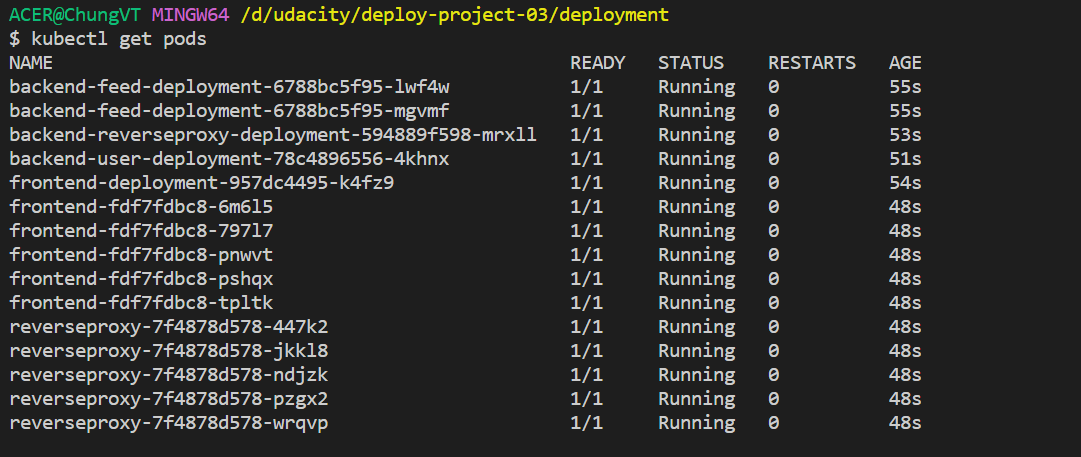 ACER@ChungVT MINGW64 /d/udacity/deploy-project-03/deployment
$ kubectl get pods
NAME READY STATUS RESTARTS AGE
backend-feed-deployment-6788bc5f95-lwf4w 1/1 Running 0 55s
backend-feed-deployment-6788bc5f95-mgvmf 1/1 Running 0 55s
backend-reverseproxy-deployment-594889f598-mrxll 1/1 Running 0 53s
backend-user-deployment-78c4896556-4khnx 1/1 Running 0 51s
frontend-deployment-957dc4495-k4fz9 1/1 Running 0 54s
frontend-fdf7fdbc8-6m6l5 1/1 Running 0 48s
frontend-fdf7fdbc8-797l7 1/1 Running 0 48s
frontend-fdf7fdbc8-pnwvt 1/1 Running 0 48s
frontend-fdf7fdbc8-pshqx 1/1 Running 0 48s
frontend-fdf7fdbc8-tpltk 1/1 Running 0 48s
reverseproxy-7f4878d578-447k2 1/1 Running 0 48s
reverseproxy-7f4878d578-jkkl8 1/1 Running 0 48s
reverseproxy-7f4878d578-ndjzk 1/1 Running 0 48s
reverseproxy-7f4878d578-pzgx2 1/1 Running 0 48s
reverseproxy-7f4878d578-wrqvp 1/1 Running 0 48s